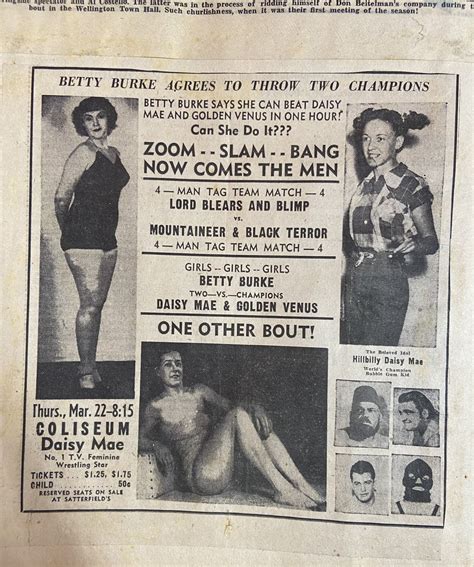 ringside spectator and Al Costello. The latter was in the process of ridding himself of Don Beitelman's company during
bout in the Wellington Town Hall. Such churlishness, when it was their first meeting of the season!
BETTY BURKE AGREES TO THROW TWO CHAMPIONS
BETTY BURKE SAYS SHE CAN BEAT DAISY
MAE AND GOLDEN VENUS IN ONE HOUR!
Can She Do It???
ZOOM - - SLAM - - BANG
NOW COMES THE MEN
4 — MAN TAG TEAM MATCH — 4
LORD BLEARS AND BLIMP
vs.
MOUNTAINEER & BLACK TERROR
4 — MAN TAG TEAM MATCH — 4
GIRLS - - GIRLS - - GIRLS
BETTY BURKE
TWO—VS.—CHAMPIONS
DAISY MAE & GOLDEN VENUS
ONE OTHER BOUT!
The Beloved Idol
Hillbilly Daisy Mae
World's Champion
Bubble Gum Kid
Thurs., Mar. 22–8:15
COLISEUM
Daisy Mae
No. 1 T.V. Feminine
Wrestling Star
TICKETS . . . $1.25, $1.75
CHILD . . . . . . . . . . . . 50c
RESERVED SEATS ON SALE
AT SATTERFIELD'S